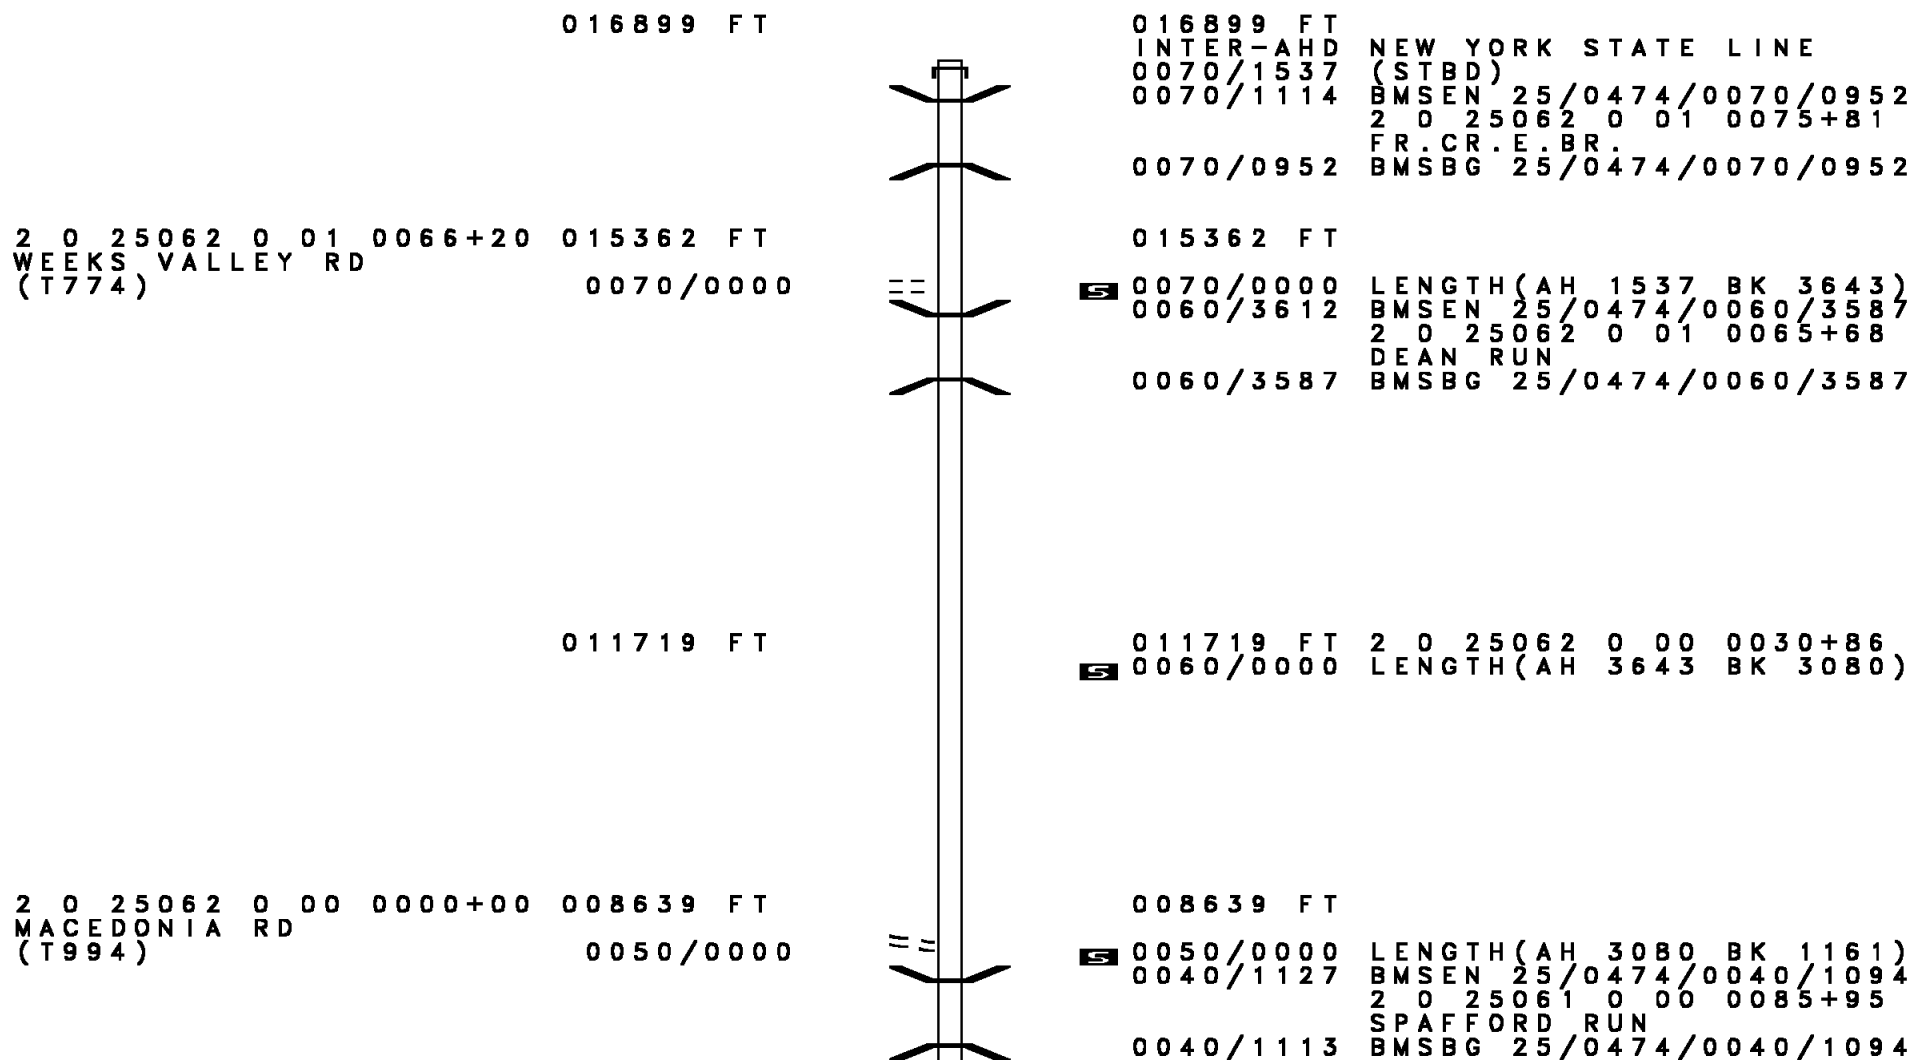 016899 FT 016899 FT
INTER-AHD NEW YORK STATE LINE
0070/1537 (STBD)
0070/1114 BMSEN 25/0474/0070/0952
2 0 25062 0 01 0075+81
FR.CR.E.BR.
0070/0952 BMSBG 25/0474/0070/0952
2 0 25062 0 01 0066+20 015362 FT 015362 FT
WEEKS VALLEY RD
(T774) 0070/0000 S 0070/0000 LENGTH(AH 1537 BK 3643)
0060/3612 BMSEN 25/0474/0060/3587
2 0 25062 0 01 0065+68
DEAN RUN
0060/3587 BMSBG 25/0474/0060/3587
011719 FT 011719 FT 2 0 25062 0 00 0030+86
S 0060/0000 LENGTH(AH 3643 BK 3080)
2 0 25062 0 00 0000+00 008639 FT 008639 FT
MACEDONIA RD
(T994) 0050/0000 S 0050/0000 LENGTH(AH 3080 BK 1161)
0040/1127 BMSEN 25/0474/0040/1094
2 0 25061 0 00 0085+95
SPAFFORD RUN
0040/1113 BMSBG 25/0474/0040/1094